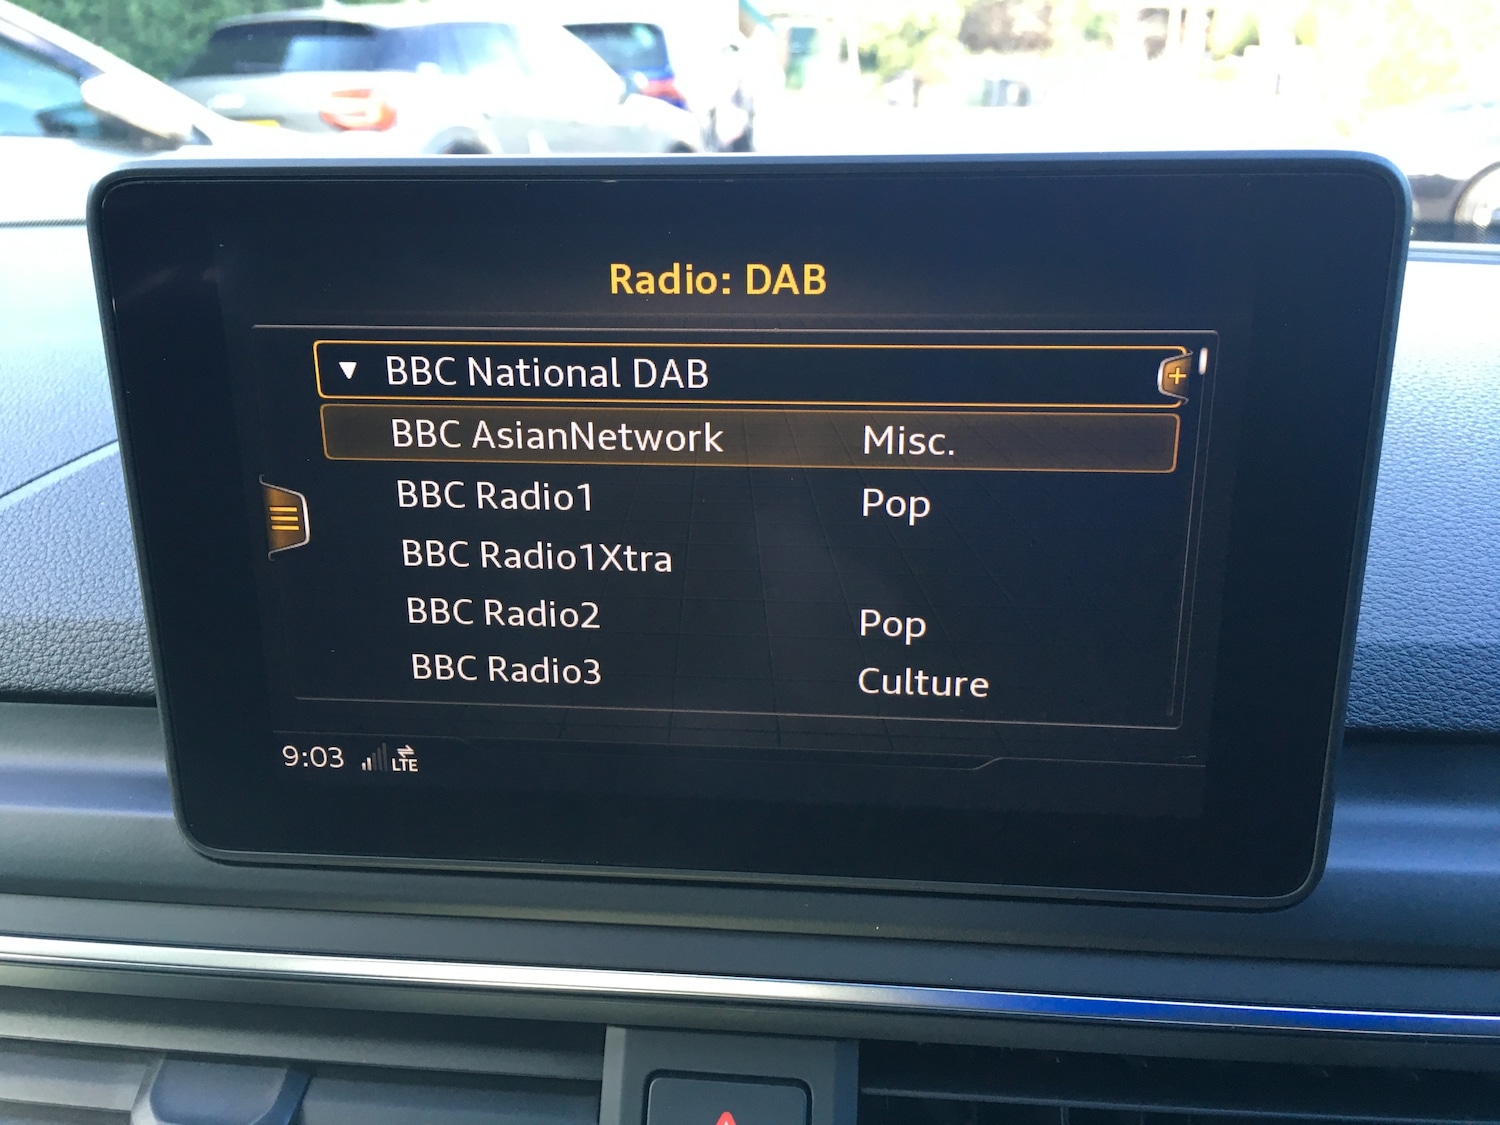 Radio: DAB
BBC National DAB
BBC AsianNetwork Misc.
BBC Radio1 Pop
BBC Radio1Xtra
BBC Radio2 Pop
BBC Radio3 Culture
9:03 LTE